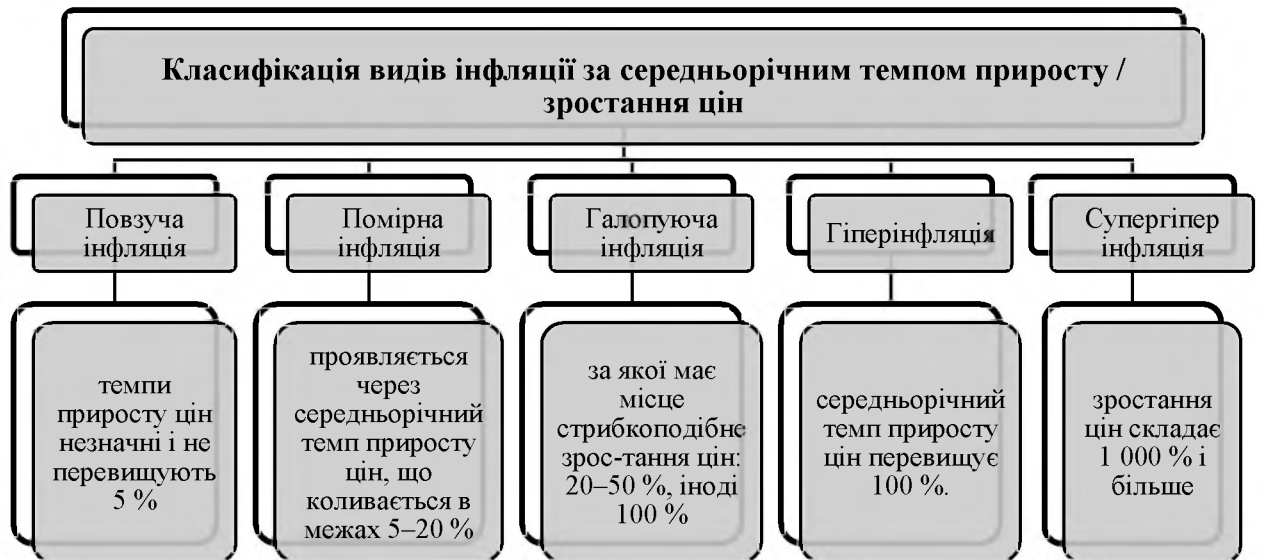 Класифікація видів інфляції за середньорічним темпом приросту /
зростання цін
Повзуча
інфляція
Помірна
інфляція
Галопуюча
інфляція
Гіперінфляція
Супергіпер
інфляція
темпи
приросту цін
незначні і не
перевищують
5 %
проявляється
через
середньорічний
темп приросту
цін, що
коливається в
межах 5–20 %
за якої має
місце
стрибкоподібне
зрос-тання цін:
20–50 %, іноді
100 %
середньорічний
темп приросту
цін перевищує
100 %.
зростання
цін складає
1 000 % і
більше